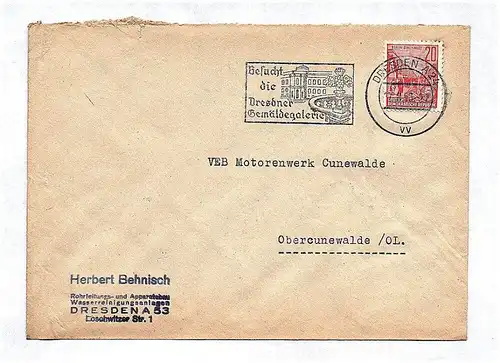 Besucht
die
Dresdner
Gemäldegalerie
20
DRESDEN A24
vv
VEB Motorenwerk Cunewalde
Obercunewalde /OL.
Herbert Behnisch
Rohrleitungs- und Apparatebau
Wasserreinigungsanlagen
DRESDEN A 53
Loschwitzer Str. 1